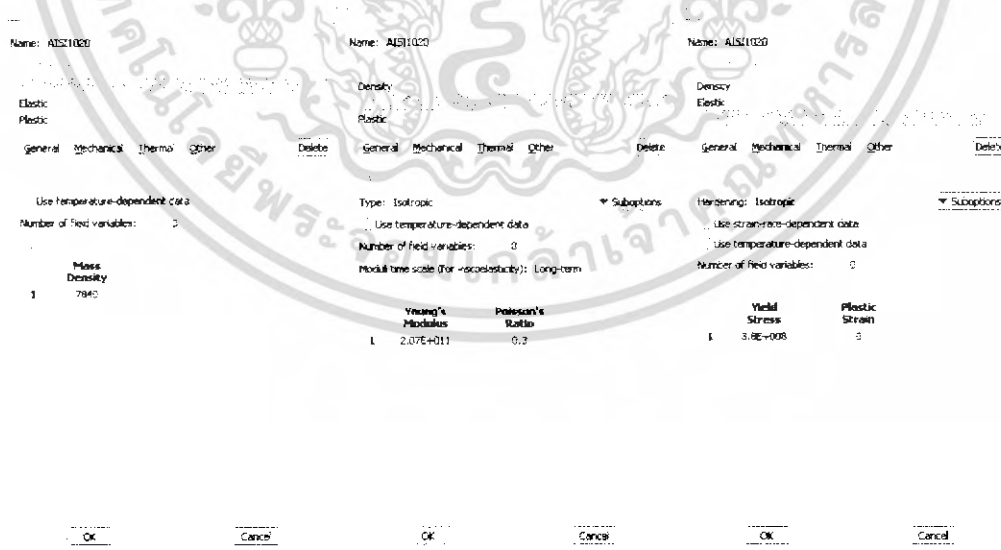 Name: AISI1020
Elastic
Plastic
General Mechanical Thermal Other Delete
Use temperature-dependent data
Number of field variables: 0
Mass
Density
1 7840
OK Cancel
Name: AISI1020
Density
Plastic
General Mechanical Thermal Other Delete
Type: Isotropic Suboptions
Use temperature-dependent data
Number of field variables: 0
Moduli time scale (for viscoelasticity): Long-term
Young's Poisson's
Modulus Ratio
1 2.07E+011 0.3
OK Cancel
Name: AISI1020
Density
Elastic
General Mechanical Thermal Other Delete
Hardening: Isotropic Suboptions
Use strain-rate-dependent data
Use temperature-dependent data
Number of field variables: 0
Yield Plastic
Stress Strain
1 3.8E+008 0
OK Cancel